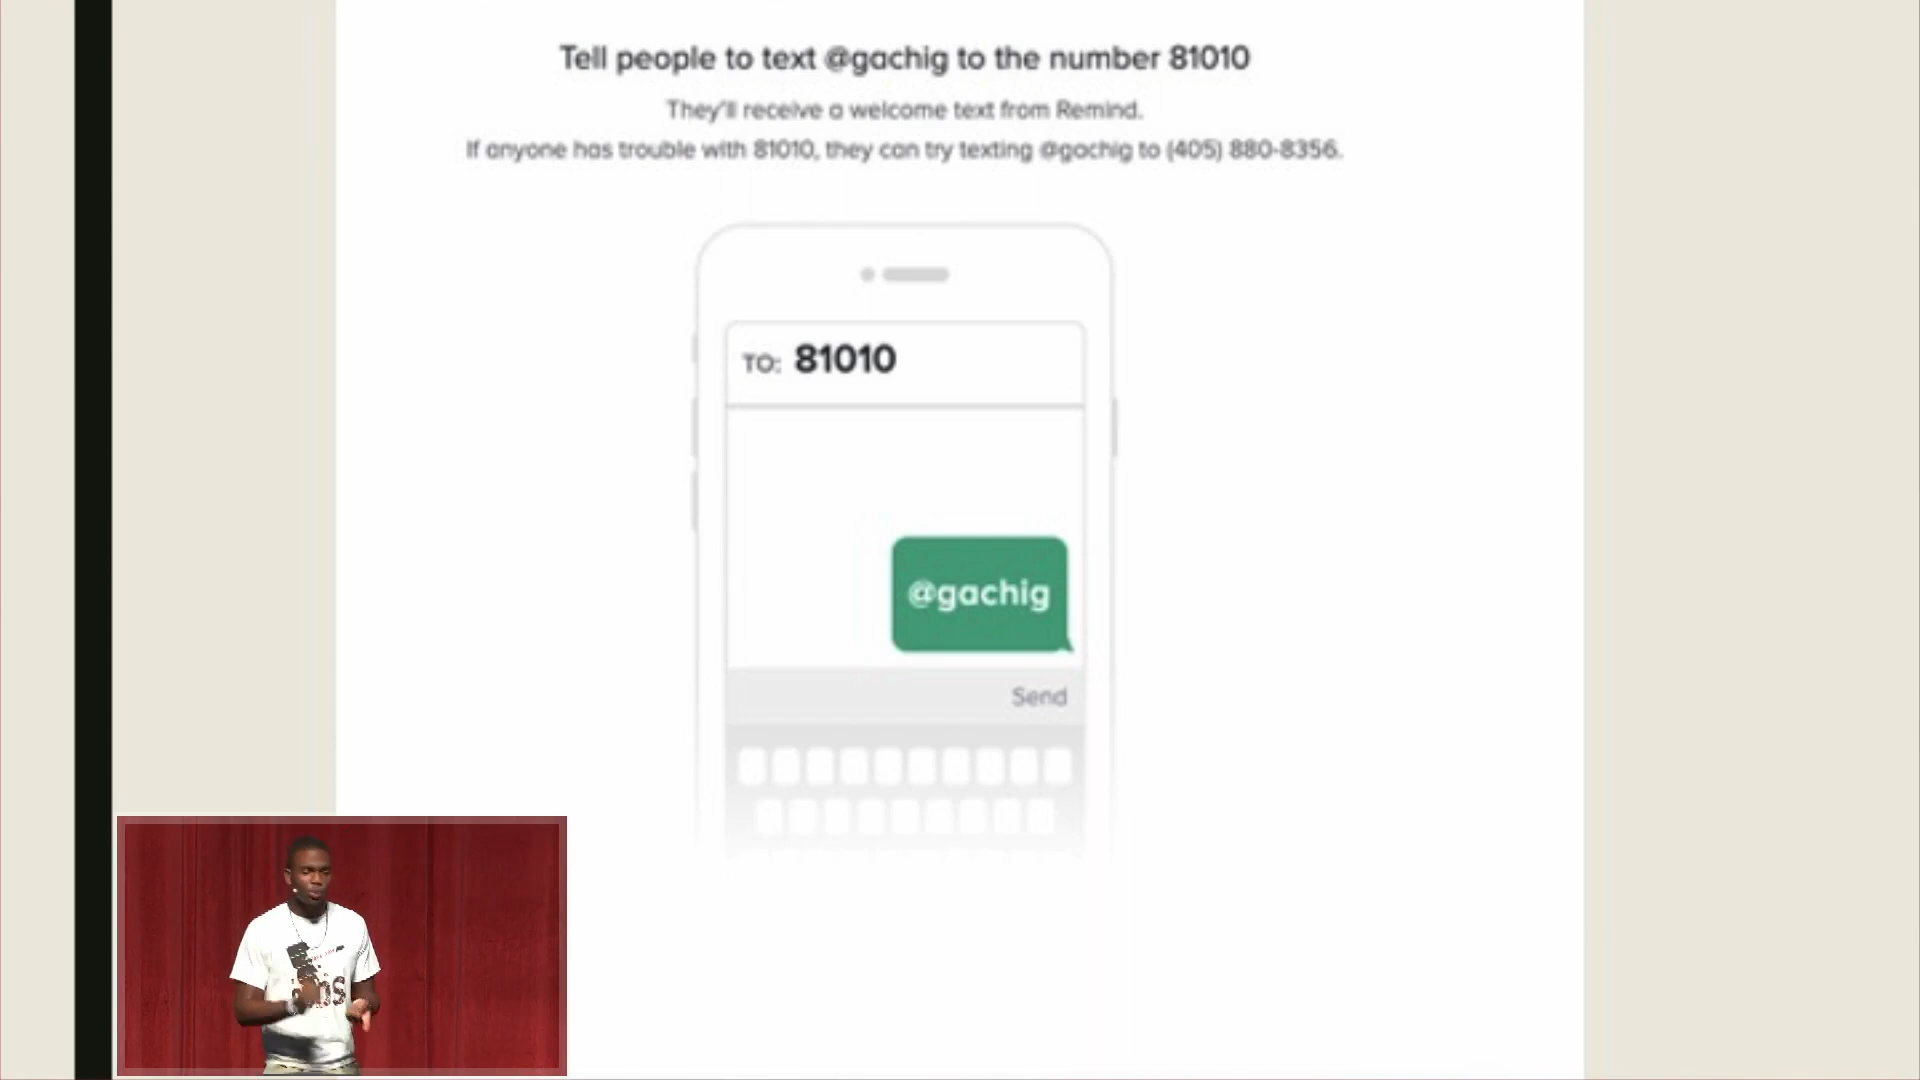 Tell people to text @gachig to the number 81010
They'll receive a welcome text from Remind.
If anyone has trouble with 81010, they can try texting @gachig to (405) 880-8356.
TO: 81010
@gachig
Send